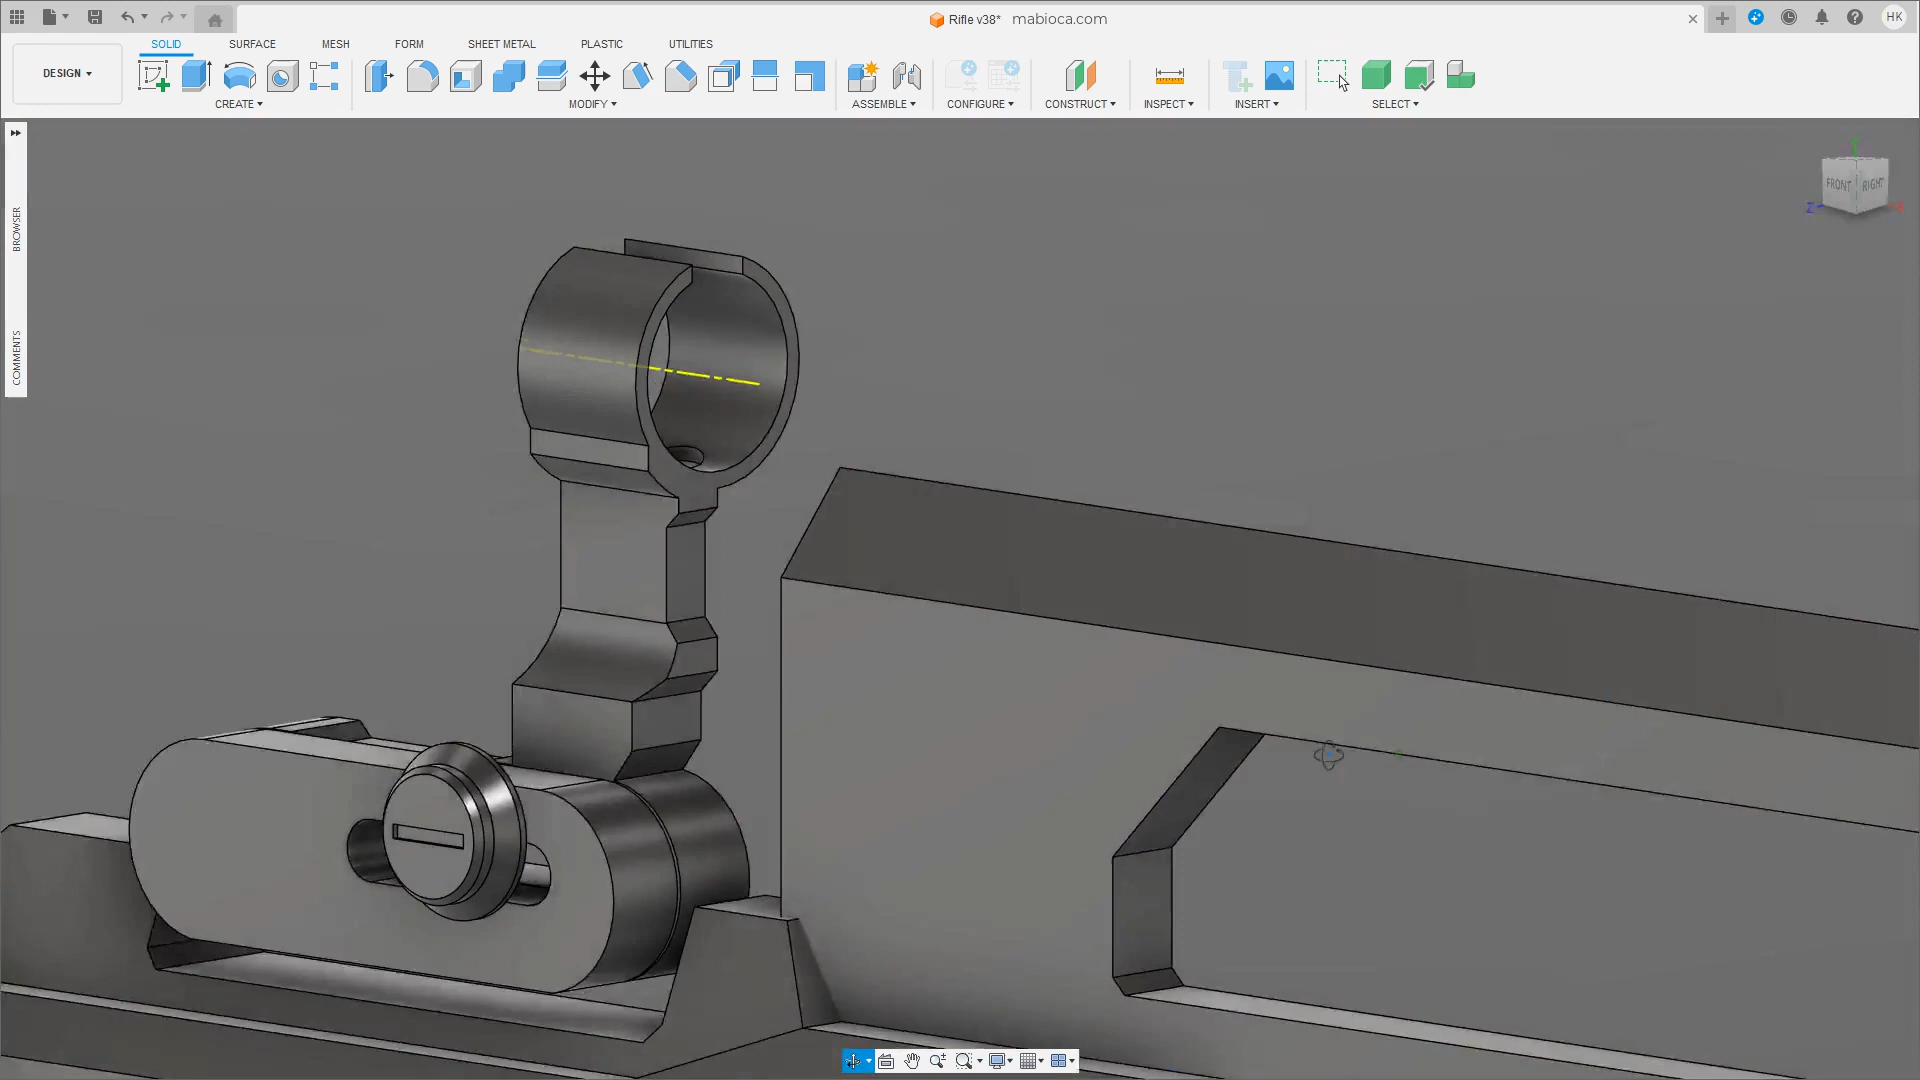 Rifle v38* mabioca.com
HK
DESIGN
SOLID SURFACE MESH FORM SHEET METAL PLASTIC UTILITIES
CREATE MODIFY ASSEMBLE CONFIGURE CONSTRUCT INSPECT INSERT SELECT
BROWSER
COMMENTS
Y
FRONT RIGHT
Z X